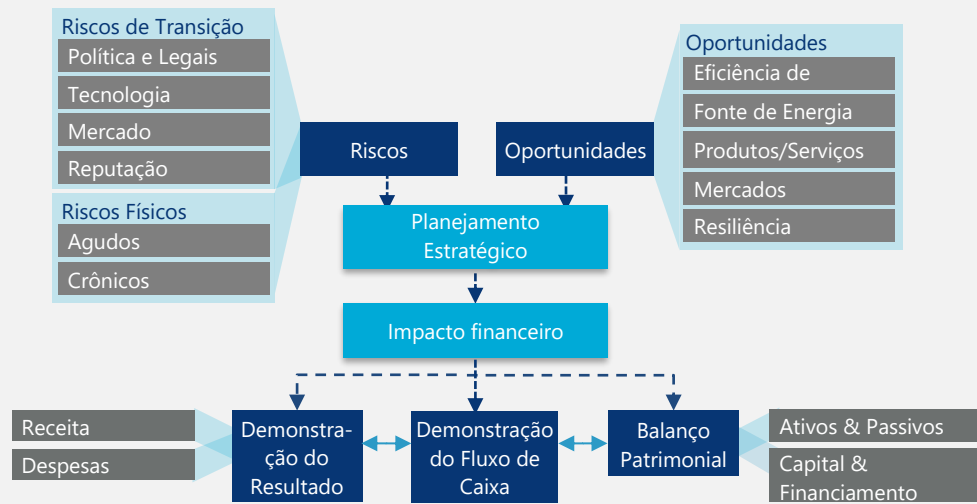 Riscos de Transição
Política e Legais
Tecnologia
Mercado
Reputação
Riscos Físicos
Agudos
Crônicos
Riscos
Oportunidades
Oportunidades
Eficiência de
Fonte de Energia
Produtos/Serviços
Mercados
Resiliência
Planejamento
Estratégico
Impacto financeiro
Receita
Despesas
Demonstra-
ção do
Resultado
Demonstração
do Fluxo de
Caixa
Balanço
Patrimonial
Ativos & Passivos
Capital &
Financiamento